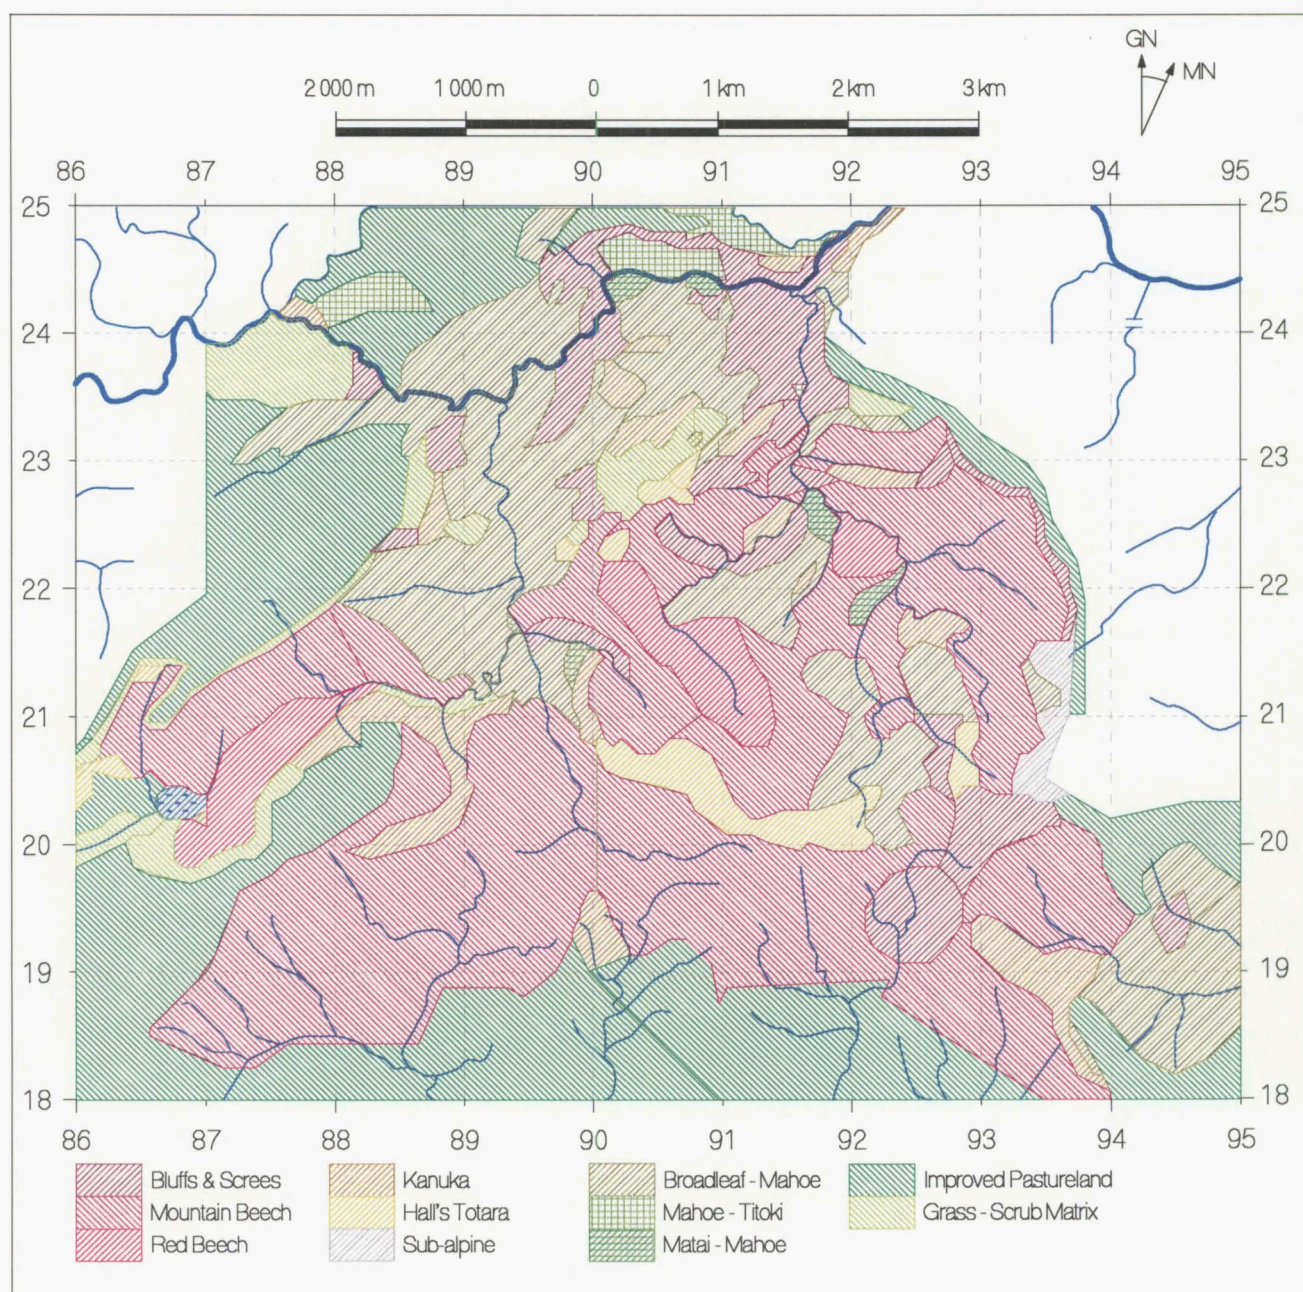 GN
MN
2 000 m 1 000 m 0 1 km 2 km 3 km
86 87 88 89 90 91 92 93 94 95
25 25
24 24
23 23
22 22
21 21
20 20
19 19
18 18
86 87 88 89 90 91 92 93 94 95
Bluffs & Screes Kanuka Broadleaf - Mahoe Improved Pastureland
Mountain Beech Hall's Totara Mahoe - Titoki Grass - Scrub Matrix
Red Beech Sub-alpine Matai - Mahoe